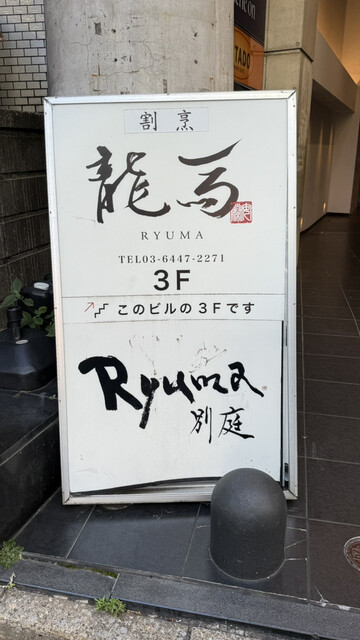 割烹
龍馬
RYUMA
TEL03-6447-2271
3F
このビルの3Fです
Ryuma
別庭